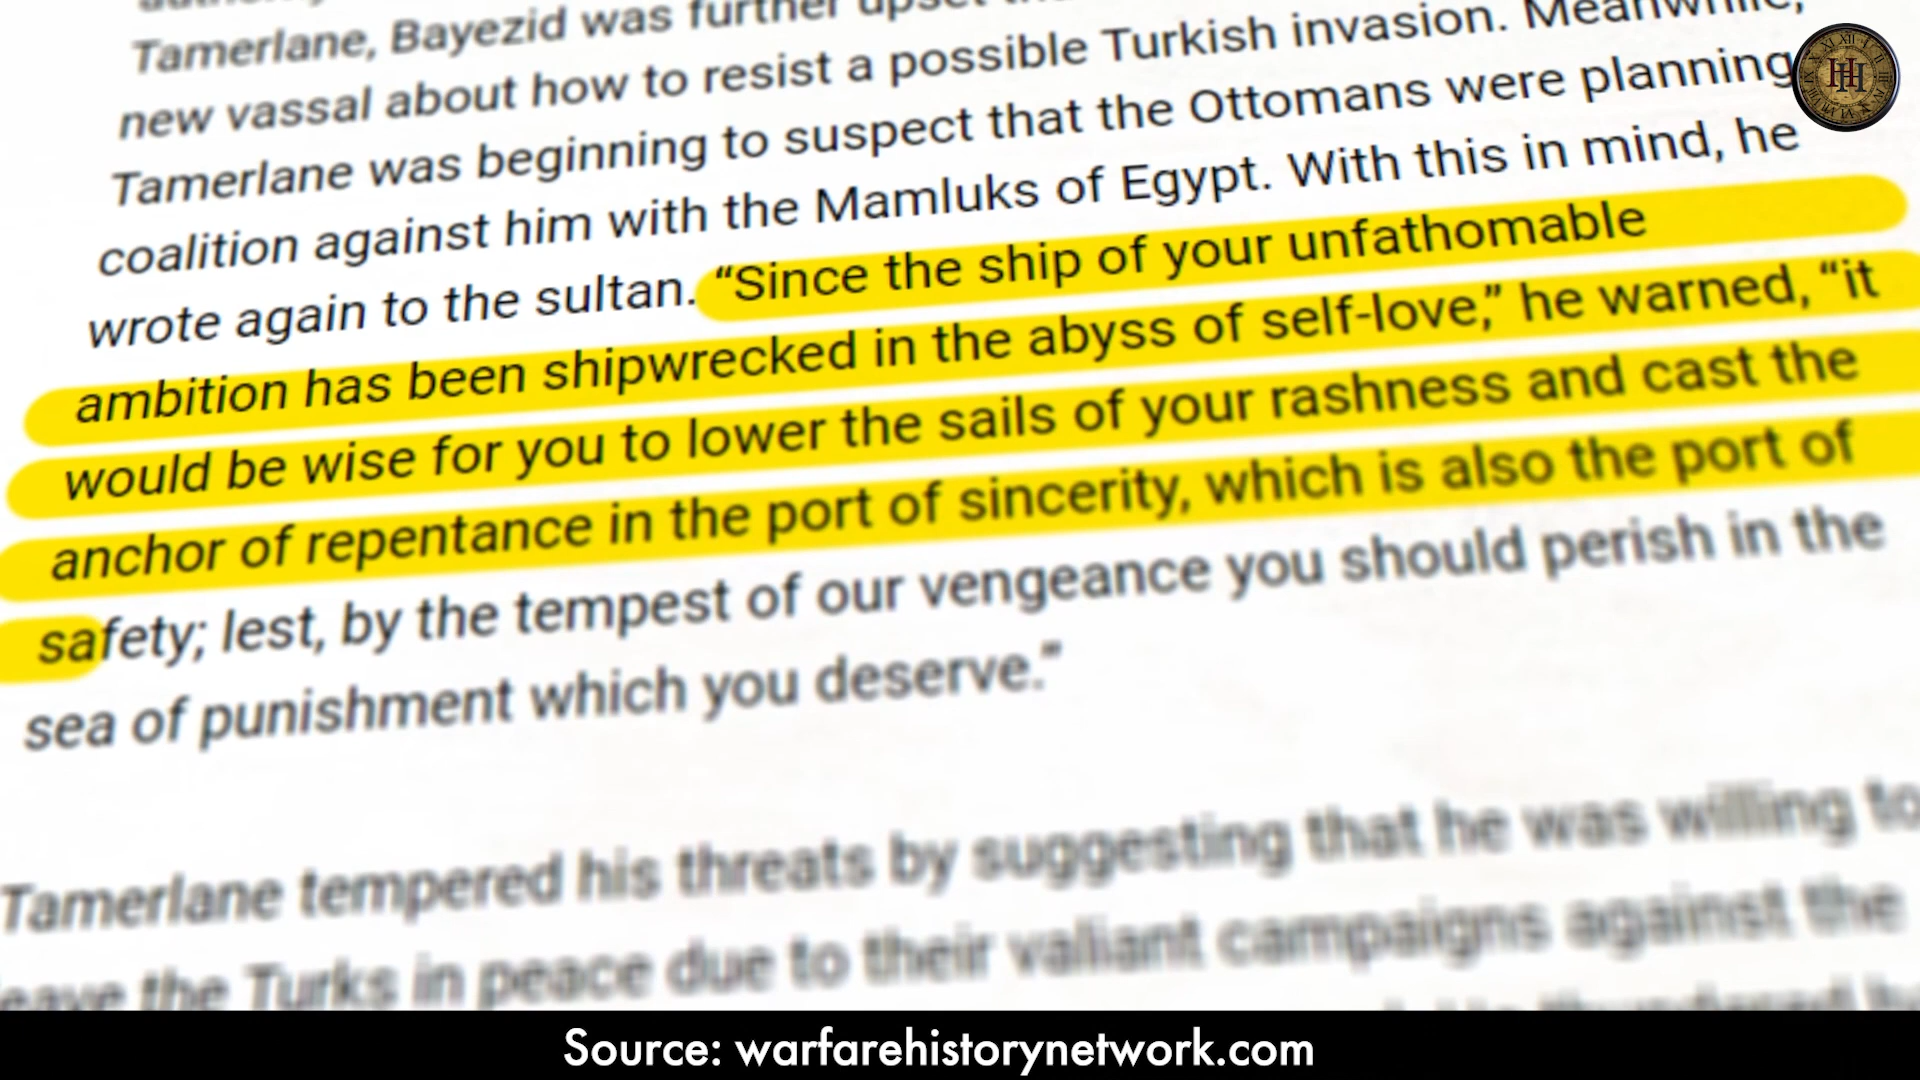 Tamerlane, Bayezid was further upset
new vassal about how to resist a possible Turkish invasion. Meanwhile,
Tamerlane was beginning to suspect that the Ottomans were planning
coalition against him with the Mamluks of Egypt. With this in mind, he
wrote again to the sultan. “Since the ship of your unfathomable
ambition has been shipwrecked in the abyss of self-love,” he warned, “it
would be wise for you to lower the sails of your rashness and cast the
anchor of repentance in the port of sincerity, which is also the port of
safety; lest, by the tempest of our vengeance you should perish in the
sea of punishment which you deserve.”
Tamerlane tempered his threats by suggesting that he was willing to
leave the Turks in peace due to their valiant campaigns against the
Source: warfarehistorynetwork.com